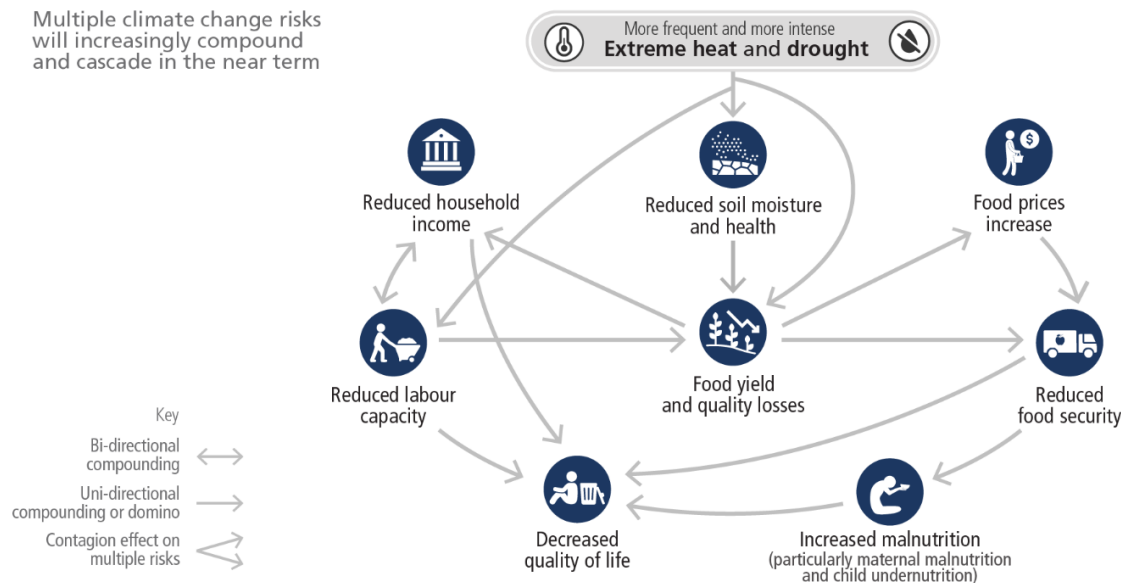 Multiple climate change risks
will increasingly compound
and cascade in the near term
More frequent and more intense
Extreme heat and drought
Reduced household
income
Reduced soil moisture
and health
$
Food prices
increase
Reduced labour
capacity
Food yield
and quality losses
Reduced
food security
Key
Bi-directional
compounding
Uni-directional
compounding or domino
Contagion effect on
multiple risks
Decreased
quality of life
Increased malnutrition
(particularly maternal malnutrition
and child undernutrition)